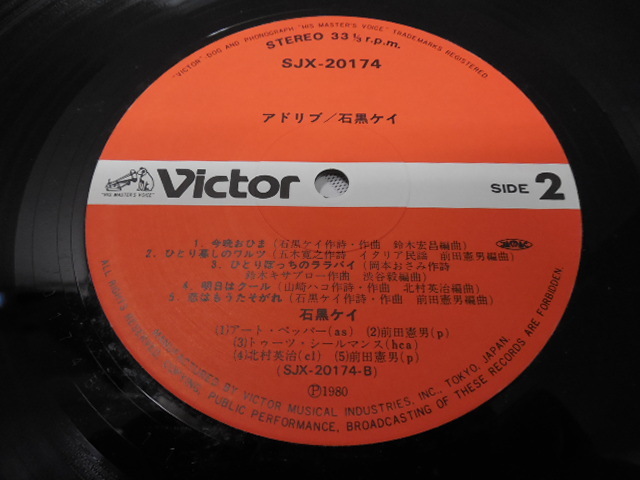 "VICTOR" DOG AND PHONOGRAPH "HIS MASTER'S VOICE" TRADEMARKS REGISTERED.
STEREO 33 ⅓ r.p.m.
SJX-20174
アドリブ/石黒ケイ
"HIS MASTER'S VOICE"
Victor
SIDE 2
1. 今晩おひま (石黒ケイ作詩・作曲 鈴木宏昌編曲)
2. ひとり暮しのワルツ (五木寛之作詩 イタリア民謡 前田憲男編曲)
3. ひとりぼっちのララバイ (岡本おさみ作詩
鈴木キサブロー作曲 渋谷毅編曲)
4. 明日はクール (山崎ハコ作詩・作曲 北村英治編曲)
5. 恋はもうたそがれ (石黒ケイ作詩・作曲 前田憲男編曲)
石黒ケイ
(1)アート・ペッパー(as) (2)前田憲男(p)
(3)トゥーツ・シールマンス(hca)
(4)北村英治(cl) (5)前田憲男(p)
(SJX-20174-B)
Ⓟ1980
MANUFACTURED BY VICTOR MUSICAL INDUSTRIES, INC. TOKYO, JAPAN.
PUBLIC PERFORMANCE, BROADCASTING OF THESE RECORDS ARE FORBIDDEN.